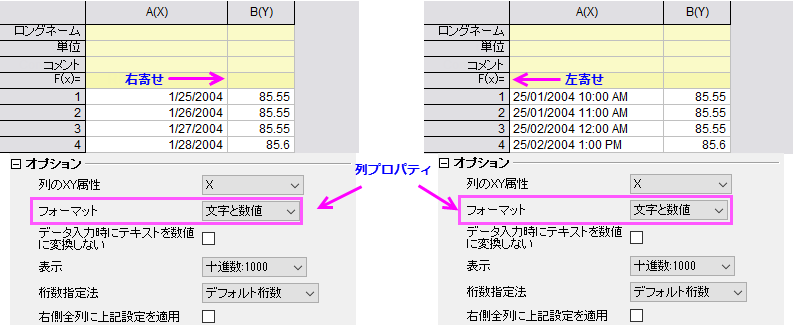 A(X) B(Y)
ロングネーム
単位
コメント
F(x)= 右寄せ
1 1/25/2004 85.55
2 1/26/2004 85.55
3 1/27/2004 85.55
4 1/28/2004 85.6
オプション
列のXY属性 X
フォーマット 文字と数値
データ入力時にテキストを数値
に変換しない
表示 十進数:1000
桁数指定法 デフォルト桁数
右側全列に上記設定を適用
列プロパティ
A(X) B(Y)
ロングネーム
単位
コメント
F(x)= 左寄せ
1 25/01/2004 10:00 AM 85.55
2 25/01/2004 11:00 AM 85.55
3 25/02/2004 12:00 AM 85.55
4 25/02/2004 1:00 PM 85.6
オプション
列のXY属性 X
フォーマット 文字と数値
データ入力時にテキストを数値
に変換しない
表示 十進数:1000
桁数指定法 デフォルト桁数
右側全列に上記設定を適用